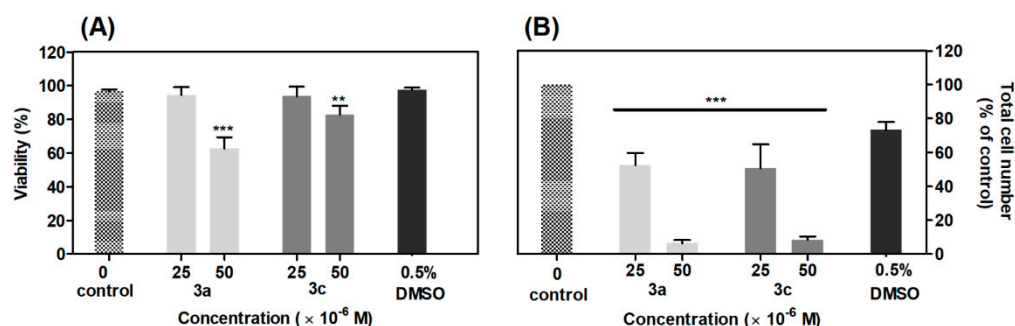 (A)
Viability (%)
120
100
80
60
40
20
0
***
**
0 25 50 25 50 0.5%
control 3a 3c DMSO
Concentration ( × 10⁻⁶ M)
(B)
***
120
100
80
60
40
20
0
Total cell number
(% of control)
0 25 50 25 50 0.5%
control 3a 3c DMSO
Concentration ( × 10⁻⁶ M)